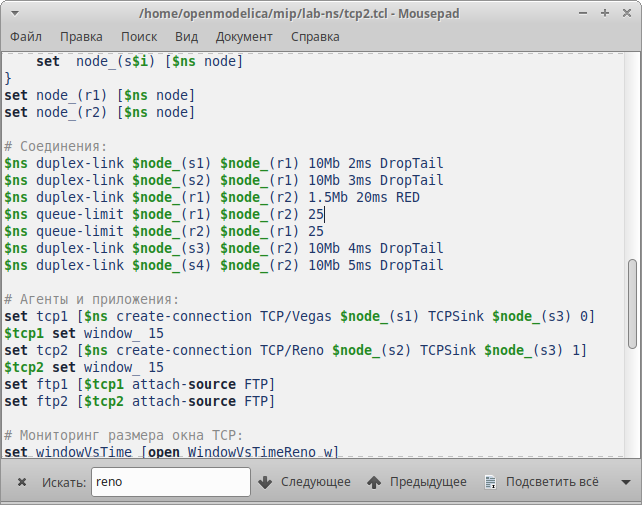 /home/openmodelica/mip/lab-ns/tcp2.tcl - Mousepad
Файл Правка Поиск Вид Документ Справка
set  node_(s$i) [$ns node]
}
set node_(r1) [$ns node]
set node_(r2) [$ns node]
# Соединения:
$ns duplex-link $node_(s1) $node_(r1) 10Mb 2ms DropTail
$ns duplex-link $node_(s2) $node_(r1) 10Mb 3ms DropTail
$ns duplex-link $node_(r1) $node_(r2) 1.5Mb 20ms RED
$ns queue-limit $node_(r1) $node_(r2) 25
$ns queue-limit $node_(r2) $node_(r1) 25
$ns duplex-link $node_(s3) $node_(r2) 10Mb 4ms DropTail
$ns duplex-link $node_(s4) $node_(r2) 10Mb 5ms DropTail
# Агенты и приложения:
set tcp1 [$ns create-connection TCP/Vegas $node_(s1) TCPSink $node_(s3) 0]
$tcp1 set window_ 15
set tcp2 [$ns create-connection TCP/Reno $node_(s2) TCPSink $node_(s3) 1]
$tcp2 set window_ 15
set ftp1 [$tcp1 attach-source FTP]
set ftp2 [$tcp2 attach-source FTP]
# Мониторинг размера окна TCP:
set windowVsTime [open WindowVsTimeReno w]
Искать: reno Следующее Предыдущее Подсветить всё